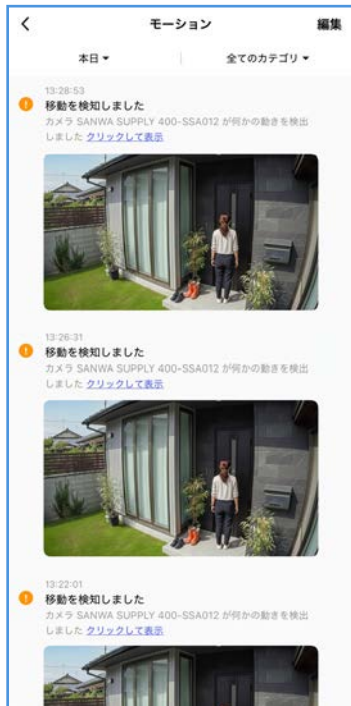 モーション
編集
本日 ▼
全てのカテゴリ ▼
13:28:53
移動を検知しました
カメラ SANWA SUPPLY 400-SSA012 が何かの動きを検出
しました クリックして表示
13:26:31
移動を検知しました
カメラ SANWA SUPPLY 400-SSA012 が何かの動きを検出
しました クリックして表示
13:22:01
移動を検知しました
カメラ SANWA SUPPLY 400-SSA012 が何かの動きを検出
しました クリックして表示